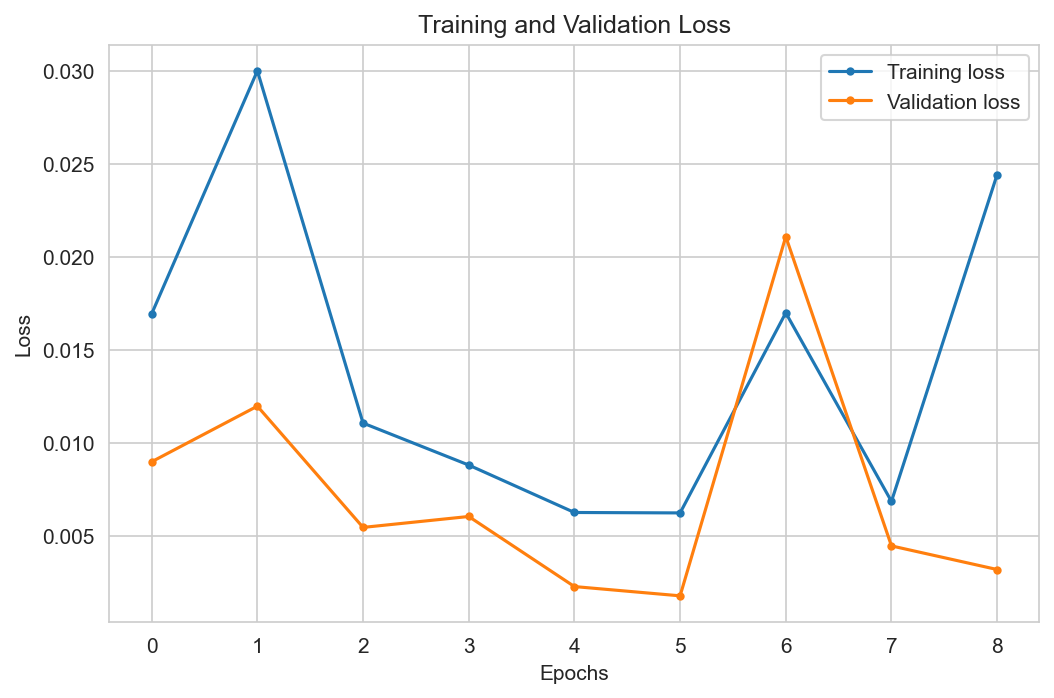 Training and Validation Loss
Training loss
Validation loss
0.030
0.025
0.020
0.015
0.010
0.005
Loss
0 1 2 3 4 5 6 7 8
Epochs